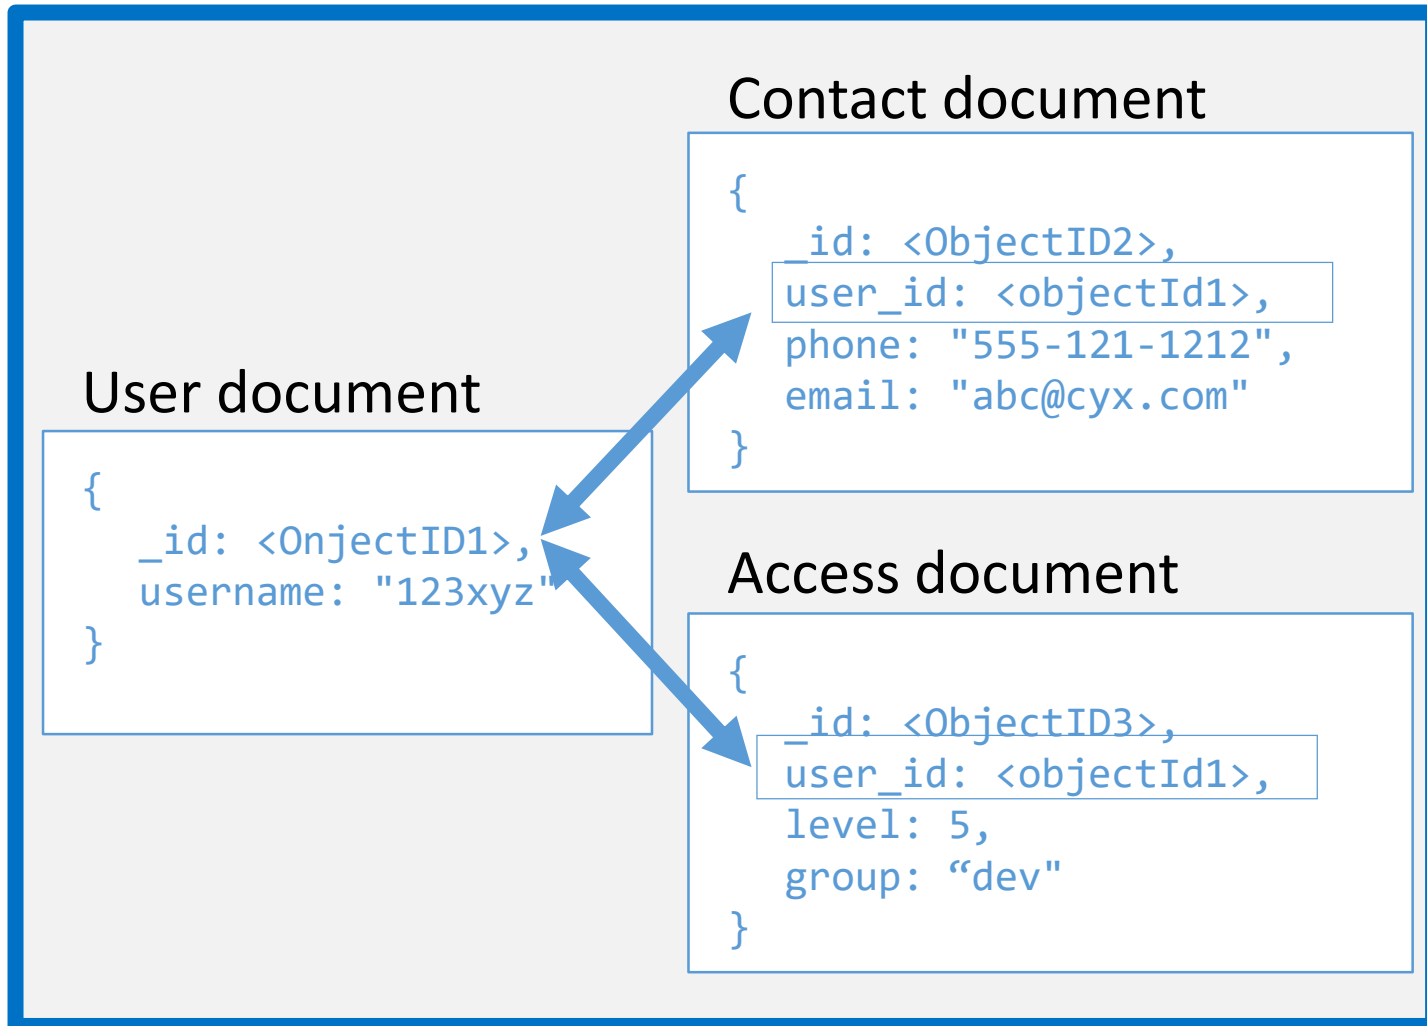 User document
{
_id: <OnjectID1>,
username: "123xyz"
}
Contact document
{
_id: <ObjectID2>,
user_id: <objectId1>,
phone: "555-121-1212",
email: "abc@cyx.com"
}
Access document
{
_id: <ObjectID3>,
user_id: <objectId1>,
level: 5,
group: “dev"
}